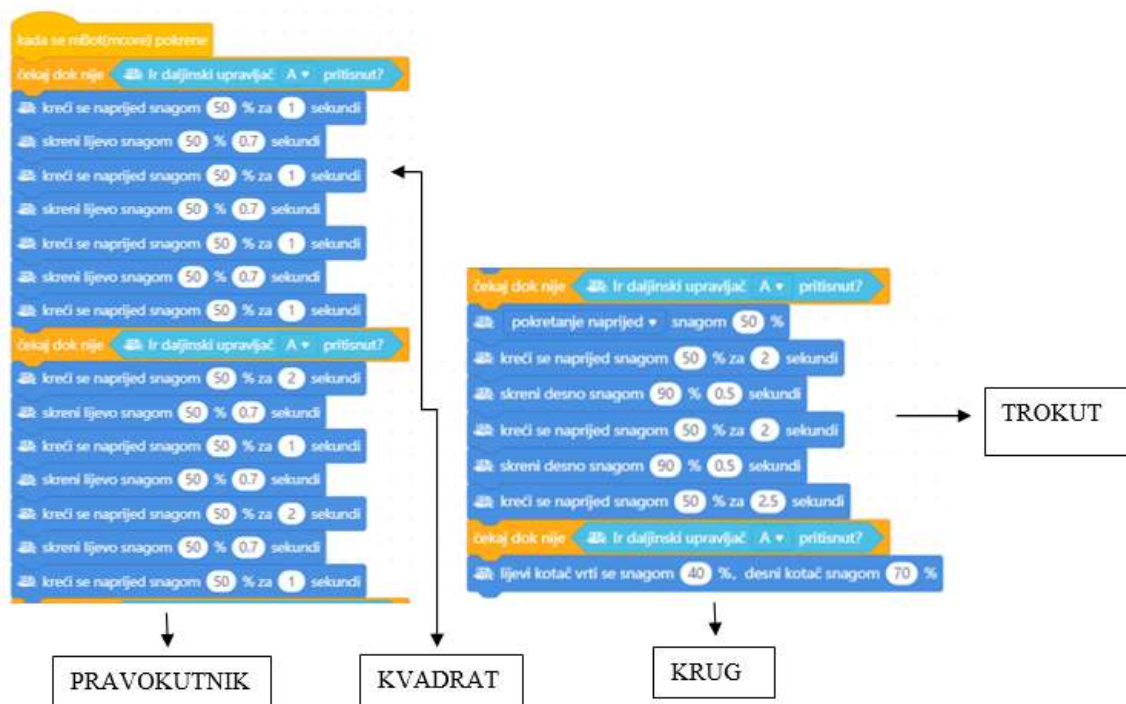 kada se mBot(mcore) pokrene
čekaj dok nije Ir daljinski upravljač A pritisnut?
kreći se naprijed snagom 50 % za 1 sekundi
skreni lijevo snagom 50 % 0.7 sekundi
kreći se naprijed snagom 50 % za 1 sekundi
skreni lijevo snagom 50 % 0.7 sekundi
kreći se naprijed snagom 50 % za 1 sekundi
skreni lijevo snagom 50 % 0.7 sekundi
kreći se naprijed snagom 50 % za 1 sekundi
čekaj dok nije Ir daljinski upravljač A pritisnut?
kreći se naprijed snagom 50 % za 2 sekundi
skreni lijevo snagom 50 % 0.7 sekundi
kreći se naprijed snagom 50 % za 1 sekundi
skreni lijevo snagom 50 % 0.7 sekundi
kreći se naprijed snagom 50 % za 2 sekundi
skreni lijevo snagom 50 % 0.7 sekundi
kreći se naprijed snagom 50 % za 1 sekundi
PRAVOKUTNIK
KVADRAT
čekaj dok nije Ir daljinski upravljač A pritisnut?
pokretanje naprijed snagom 50 %
kreći se naprijed snagom 50 % za 2 sekundi
skreni desno snagom 90 % 0.5 sekundi
kreći se naprijed snagom 50 % za 2 sekundi
skreni desno snagom 90 % 0.5 sekundi
kreći se naprijed snagom 50 % za 2.5 sekundi
čekaj dok nije Ir daljinski upravljač A pritisnut?
lijevi kotač vrti se snagom 40 %, desni kotač snagom 70 %
TROKUT
KRUG